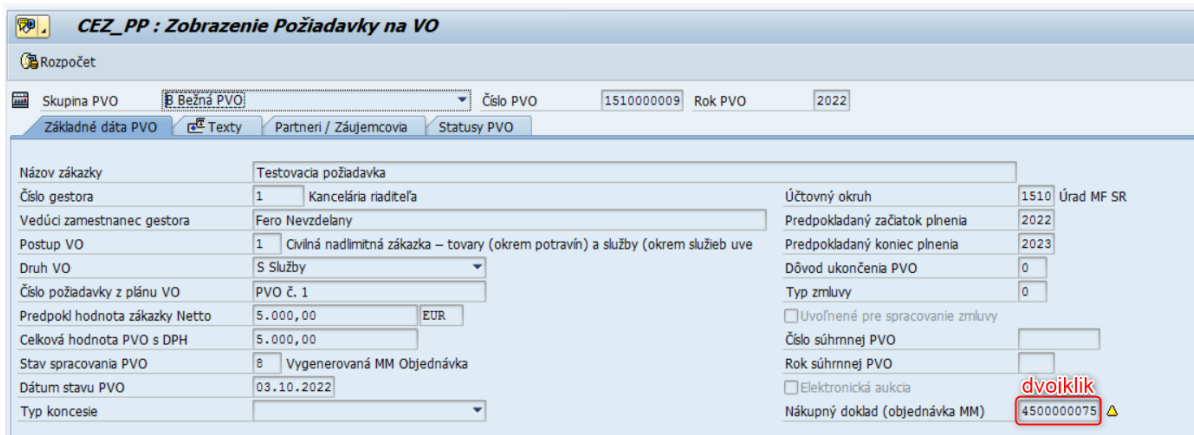 CEZ_PP : Zobrazenie Požiadavky na VO
Rozpočet
Skupina PVO B Bežná PVO Číslo PVO 1510000009 Rok PVO 2022
Základné dáta PVO Texty Partneri / Záujemcovia Statusy PVO
Názov zákazky Testovacia požiadavka
Číslo gestora 1 Kancelária riaditeľa Účtovný okruh 1510 Úrad MF SR
Vedúci zamestnanec gestora Fero Nevzdelany Predpokladaný začiatok plnenia 2022
Postup VO 1 Civilná nadlimitná zákazka – tovary (okrem potravín) a služby (okrem služieb uve Predpokladaný koniec plnenia 2023
Druh VO S Služby Dôvod ukončenia PVO 0
Číslo požiadavky z plánu VO PVO č. 1 Typ zmluvy 0
Predpokl hodnota zákazky Netto 5.000,00 EUR Uvoľnené pre spracovanie zmluvy
Celková hodnota PVO s DPH 5.000,00 Číslo súhrnnej PVO
Stav spracovania PVO 8 Vygenerovaná MM Objednávka Rok súhrnnej PVO
Dátum stavu PVO 03.10.2022 Elektronická aukcia dvojklik
Typ koncesie Nákupný doklad (objednávka MM) 4500000075